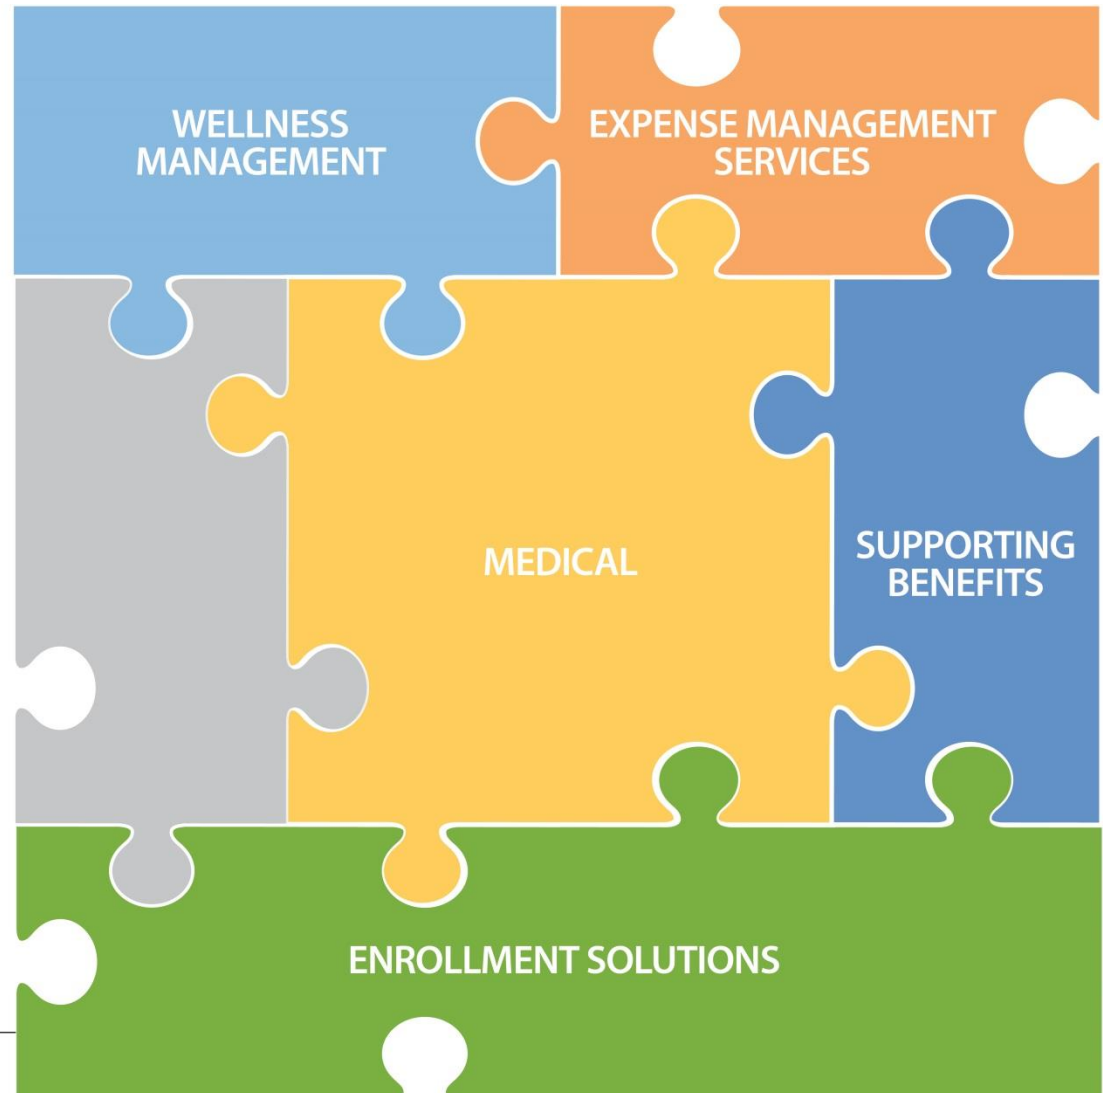 WELLNESS
MANAGEMENT
EXPENSE MANAGEMENT
SERVICES
MEDICAL
SUPPORTING
BENEFITS
ENROLLMENT SOLUTIONS